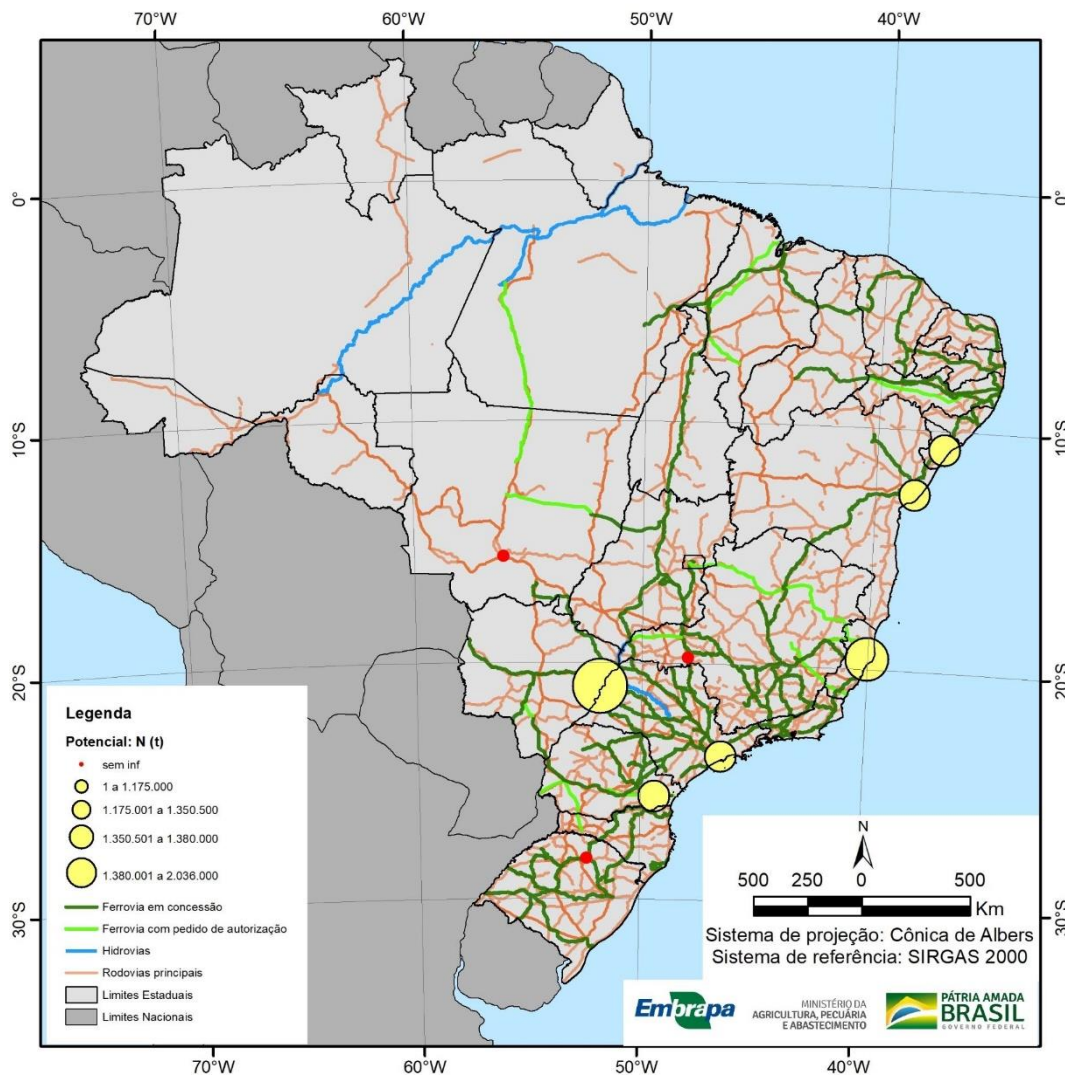 70°W 60°W 50°W 40°W
0° 0°
10°S 10°S
20°S 20°S
30°S 30°S
Legenda
Potencial: N (t)
sem inf
1 a 1.175.000
1.175.001 a 1.350.500
1.350.501 a 1.380.000
1.380.001 a 2.036.000
Ferrovia em concessão
Ferrovia com pedido de autorização
Hidrovias
Rodovias principais
Limites Estaduais
Limites Nacionais
N
500 250 0 500
Km
Sistema de projeção: Cônica de Albers
Sistema de referência: SIRGAS 2000
Embrapa
MINISTÉRIO DA
AGRICULTURA, PECUÁRIA
E ABASTECIMENTO
PÁTRIA AMADA
BRASIL
GOVERNO FEDERAL
70°W 60°W 50°W 40°W